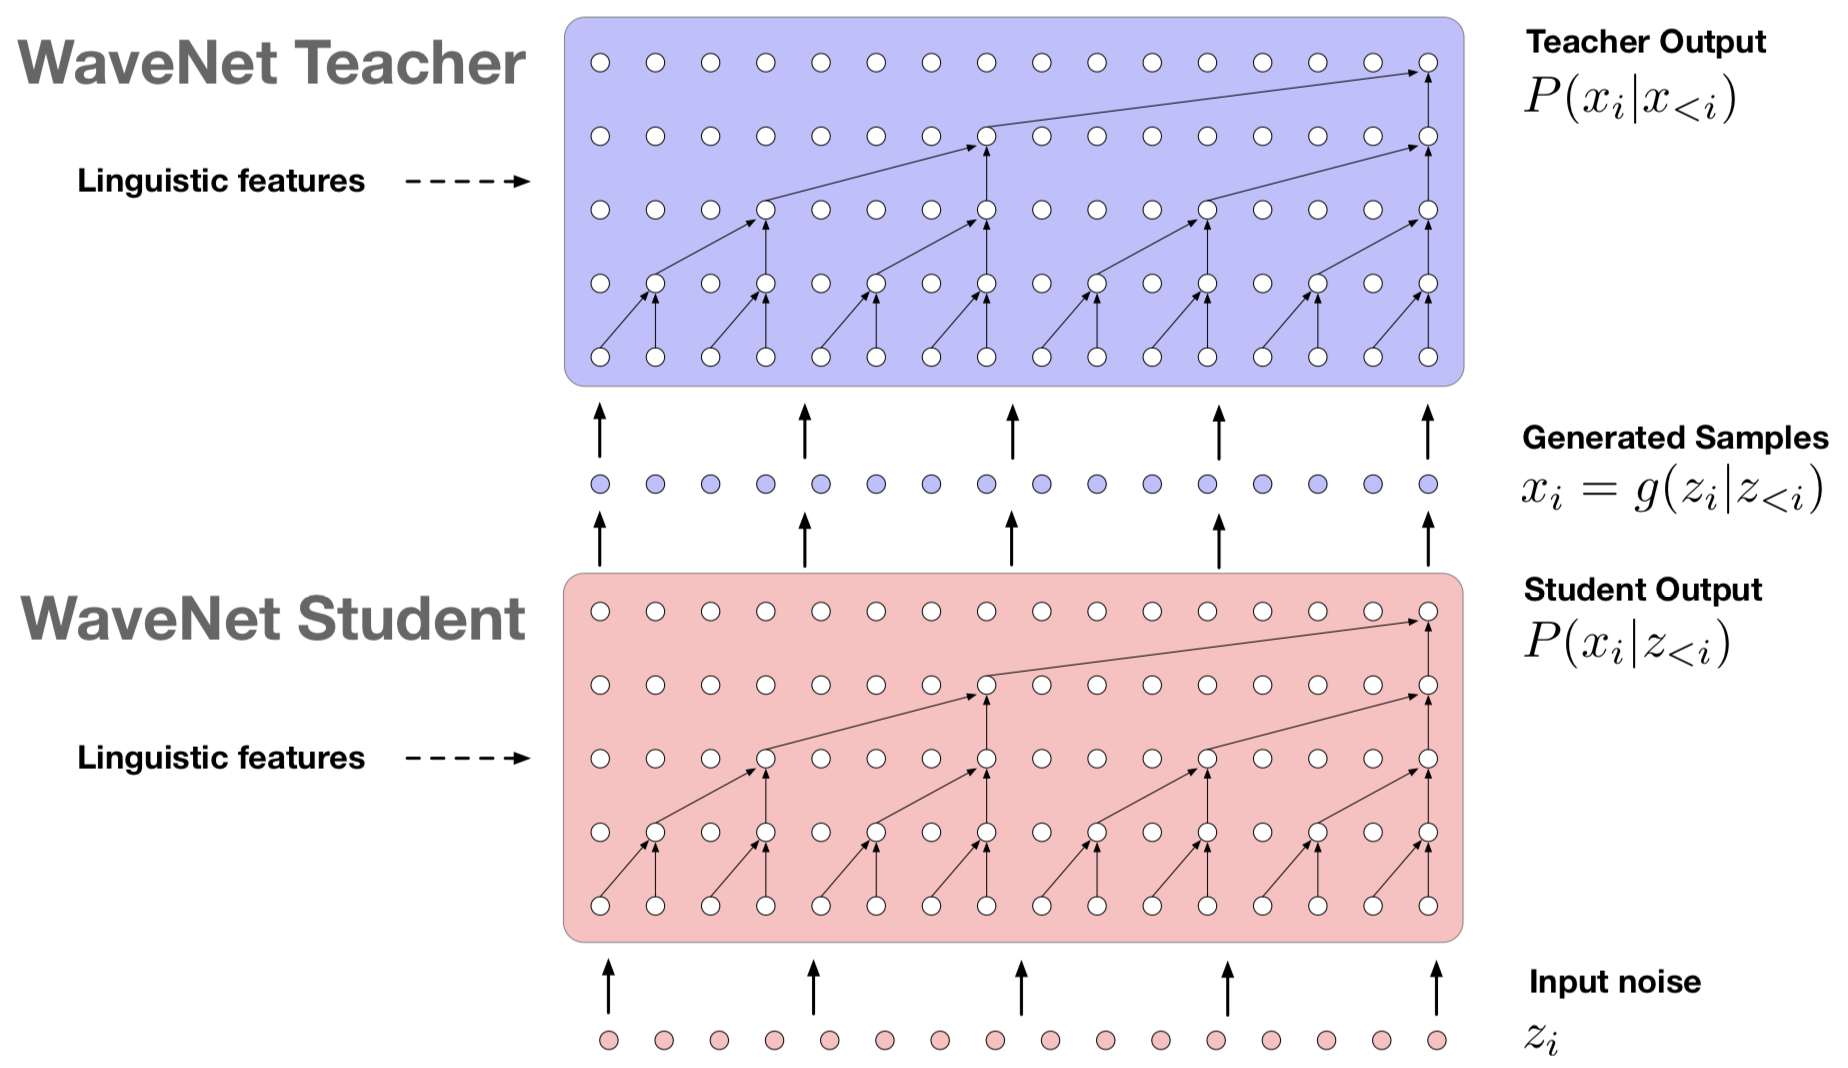 WaveNet Teacher
Teacher Output
P(x_i|x_{<i})
Linguistic features
Generated Samples
x_i = g(z_i|z_{<i})
WaveNet Student
Student Output
P(x_i|z_{<i})
Linguistic features
Input noise
z_i